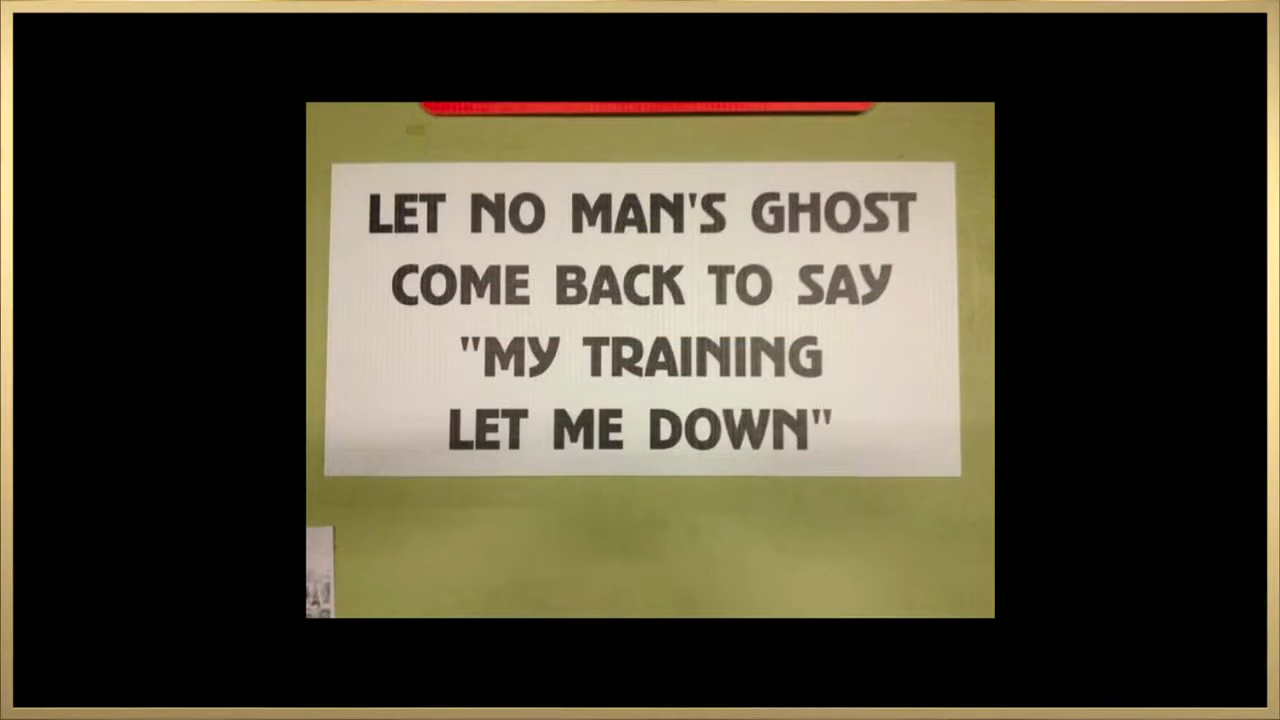 LET NO MAN'S GHOST
COME BACK TO SAY
"MY TRAINING
LET ME DOWN"